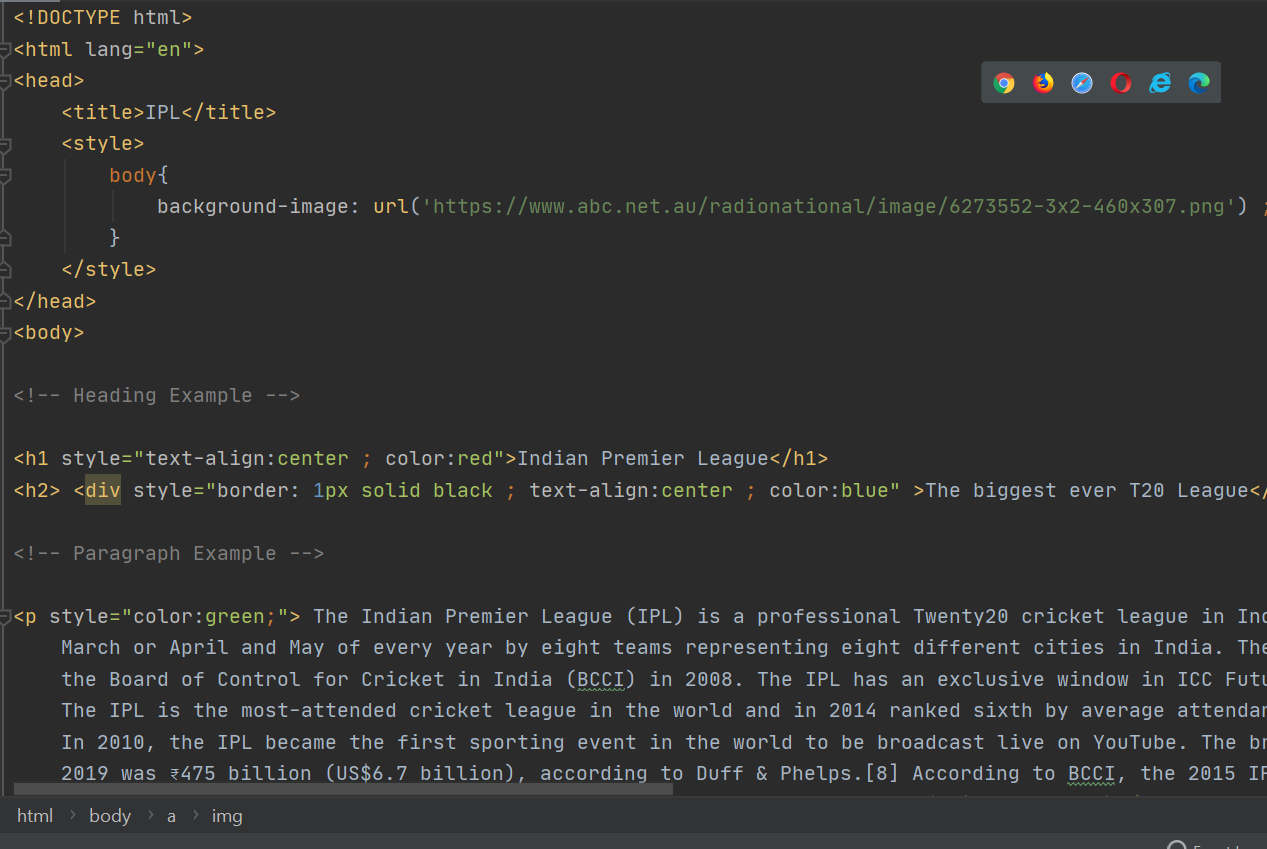 <!DOCTYPE html>
<html lang="en">
<head>
    <title>IPL</title>
    <style>
        body{
            background-image: url('https://www.abc.net.au/radionational/image/6273552-3x2-460x307.png') ;
        }
    </style>
</head>
<body>
<!-- Heading Example -->
<h1 style="text-align:center ; color:red">Indian Premier League</h1>
<h2> <div style="border: 1px solid black ; text-align:center ; color:blue" >The biggest ever T20 League</
<!-- Paragraph Example -->
<p style="color:green;"> The Indian Premier League (IPL) is a professional Twenty20 cricket league in
    March or April and May of every year by eight teams representing eight different cities in India. The
    the Board of Control for Cricket in India (BCCI) in 2008. The IPL has an exclusive window in ICC
    The IPL is the most-attended cricket league in the world and in 2014 ranked sixth by average
    In 2010, the IPL became the first sporting event in the world to be broadcast live on YouTube. The
    2019 was ₹475 billion (US$6.7 billion), according to Duff & Phelps.[8] According to BCCI, the 2015
html > body > a > img